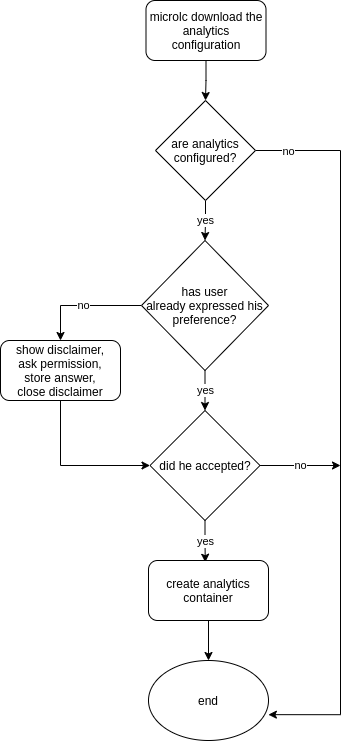 microlc download the
analytics
configuration
are analytics
configured?
no
yes
has user
already expressed his
preference?
no
show disclaimer,
ask permission,
store answer,
close disclaimer
yes
did he accepted?
no
yes
create analytics
container
end